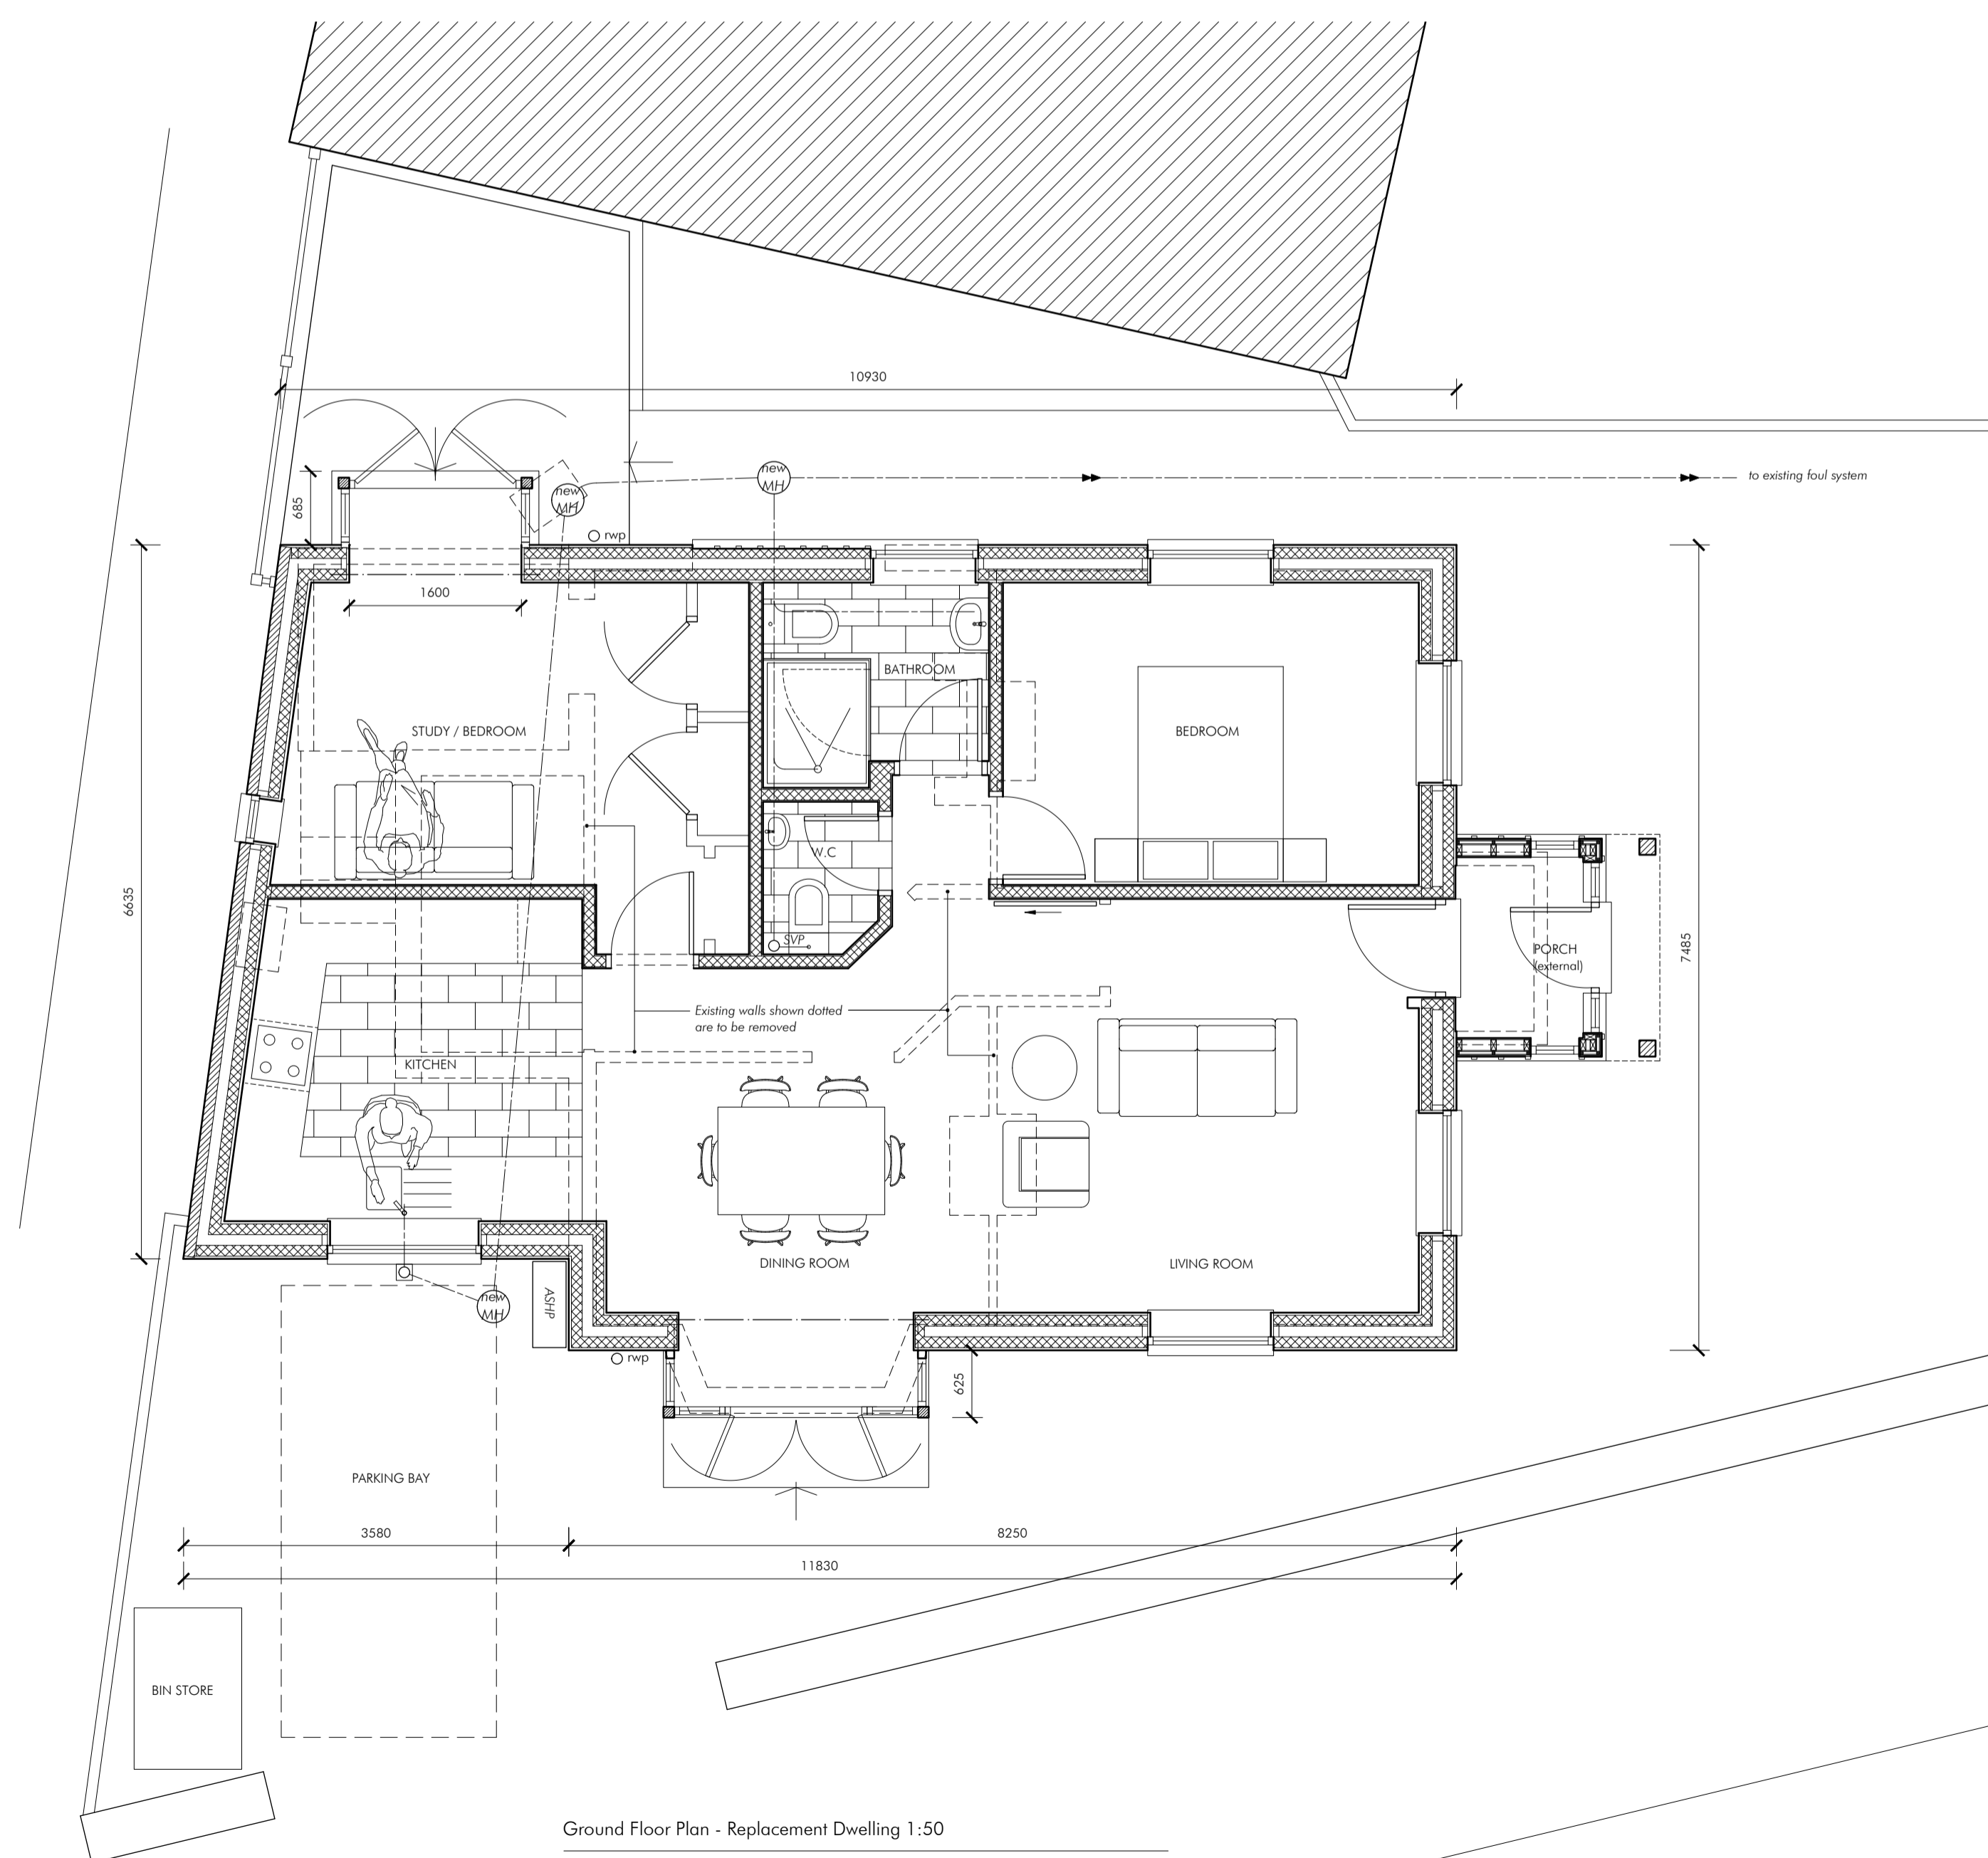 10930
new
MH
to existing foul system
new
MH
685
rwp
1600
BATHROOM
STUDY / BEDROOM
BEDROOM
W.C
6635
SVP
PORCH
(external)
7485
Existing walls shown dotted
are to be removed
KITCHEN
DINING ROOM
LIVING ROOM
new
MH
ASHP
rwp
625
PARKING BAY
3580
8250
11830
BIN STORE
Ground Floor Plan - Replacement Dwelling 1:50